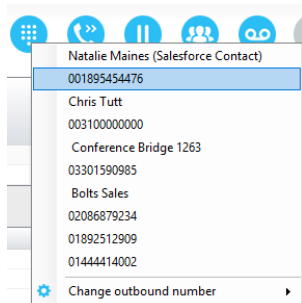 Natalie Maines (Salesforce Contact)
001895454476
Chris Tutt
003100000000
Conference Bridge 1263
03301590985
Bolts Sales
02086879234
01892512909
01444414002
Change outbound number